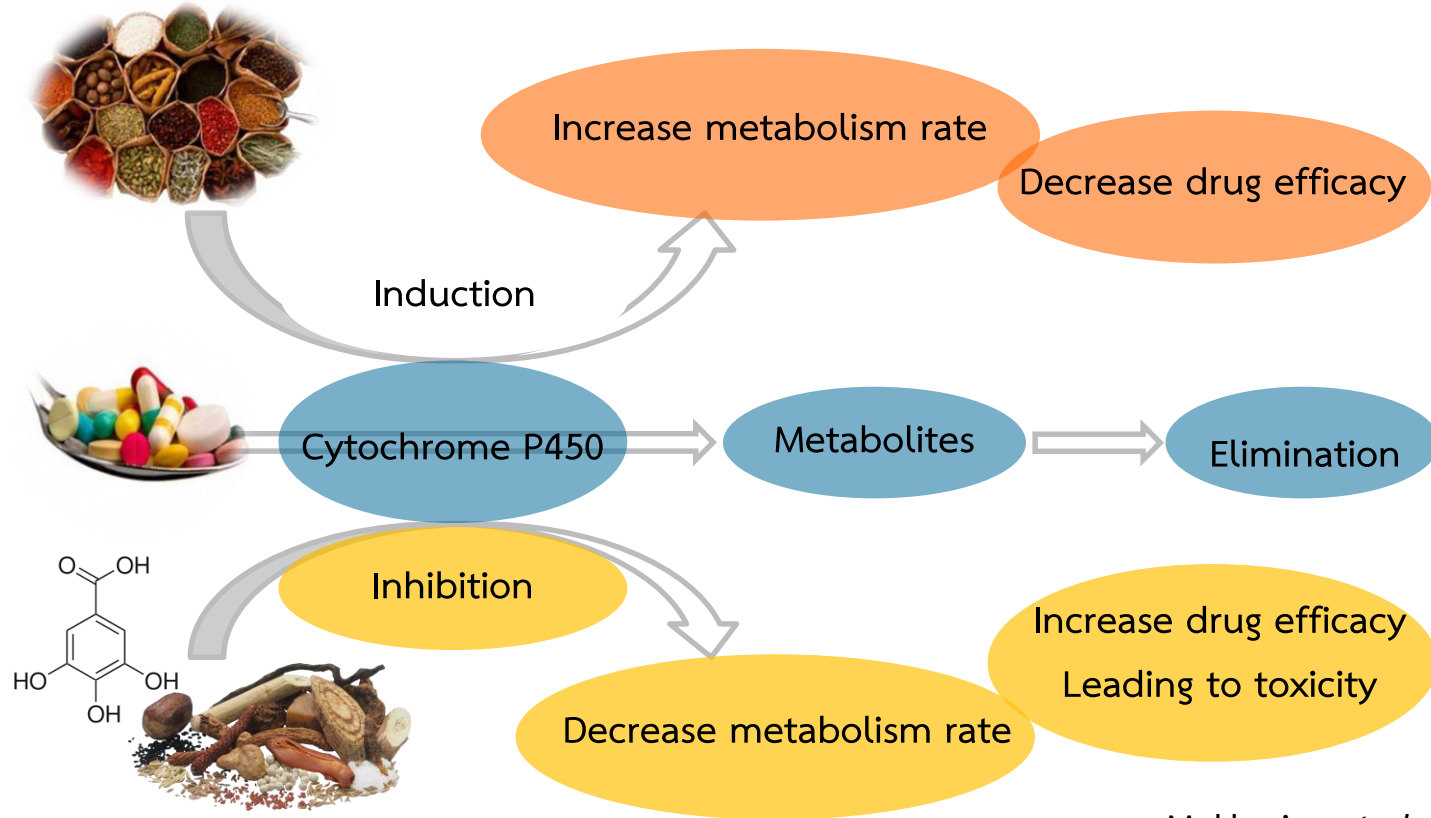 Increase metabolism rate
Decrease drug efficacy
Induction
Cytochrome P450
Metabolites
Elimination
Inhibition
Increase drug efficacy
Leading to toxicity
Decrease metabolism rate
O
OH
HO
OH
OH